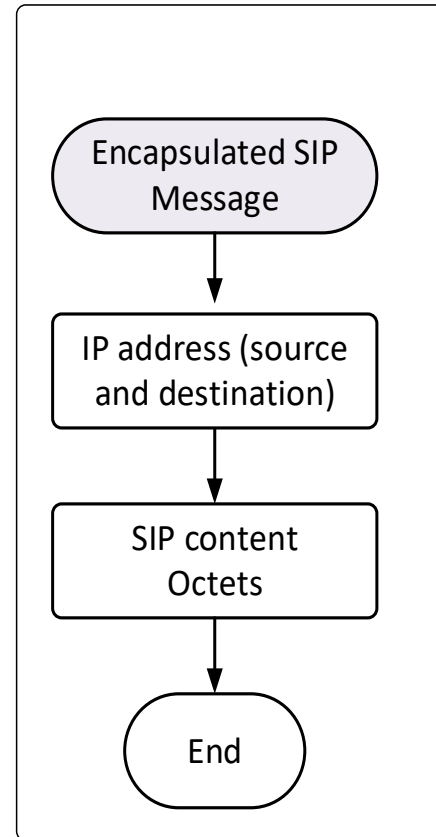 Encapsulated SIP
Message
IP address (source
and destination)
SIP content
Octets
End